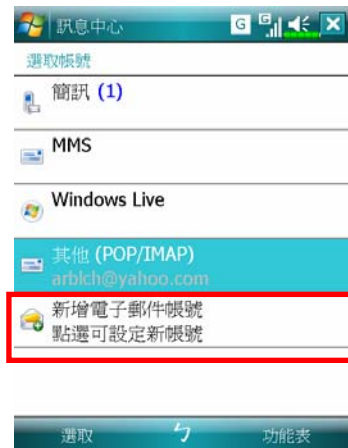 訊息中心
G
G
選取帳號
簡訊 (1)
MMS
Windows Live
其他 (POP/IMAP)
arblch@yahoo.com
新增電子郵件帳號
點選可設定新帳號
選取 ㄅ 功能表